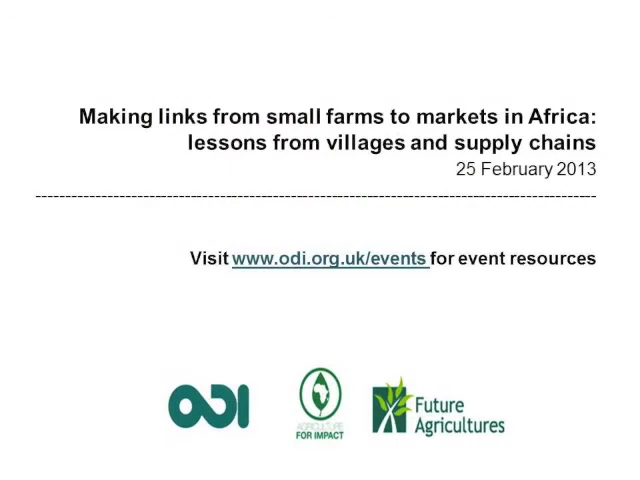 Making links from small farms to markets in Africa:
lessons from villages and supply chains
25 February 2013
Visit www.odi.org.uk/events for event resources
ODI
AGRICULTURE
FOR IMPACT
Future
Agricultures